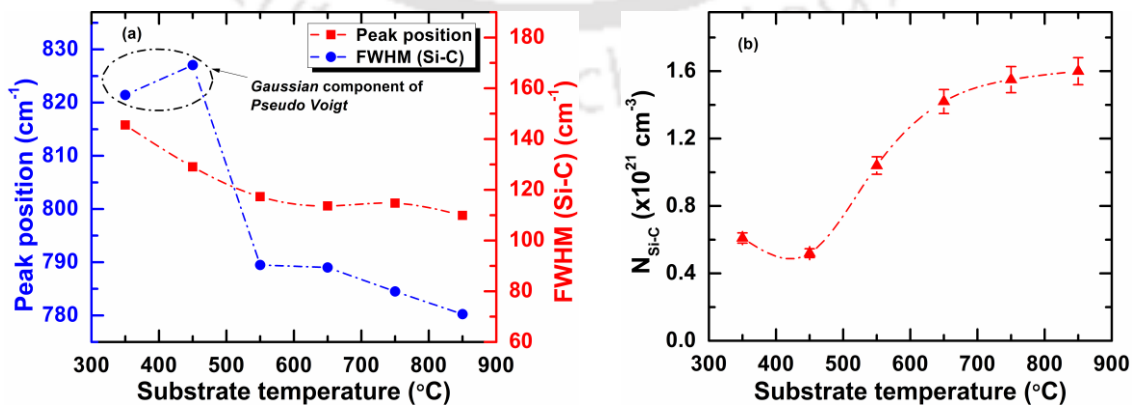 (a)
Peak position
FWHM (Si-C)
Gaussian component of
Pseudo Voigt
Peak position (cm⁻¹)
830
820
810
800
790
780
FWHM (Si-C) (cm⁻¹)
180
160
140
120
100
80
60
300 400 500 600 700 800 900
Substrate temperature (°C)
(b)
N_Si-C (x10²¹ cm⁻³)
1.6
1.2
0.8
0.4
0.0
300 400 500 600 700 800 900
Substrate temperature (°C)